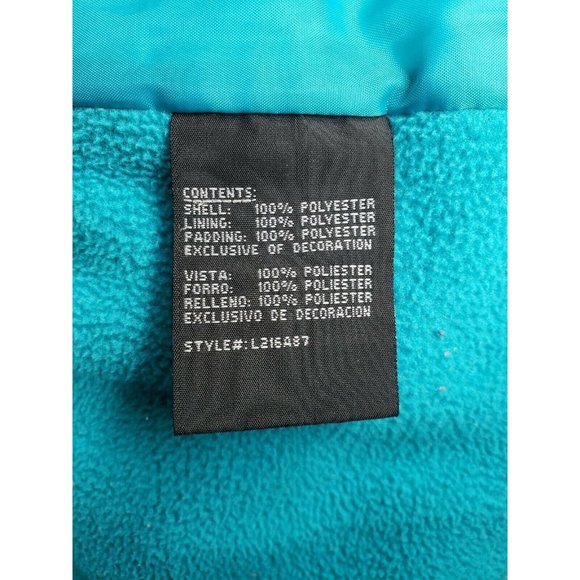 CONTENTS:
SHELL: 100% POLYESTER
LINING: 100% POLYESTER
PADDING: 100% POLYESTER
EXCLUSIVE OF DECORATION
VISTA: 100% POLIESTER
FORRO: 100% POLIESTER
RELLENO: 100% POLIESTER
EXCLUSIVO DE DECORACION
STYLE#: L216A87